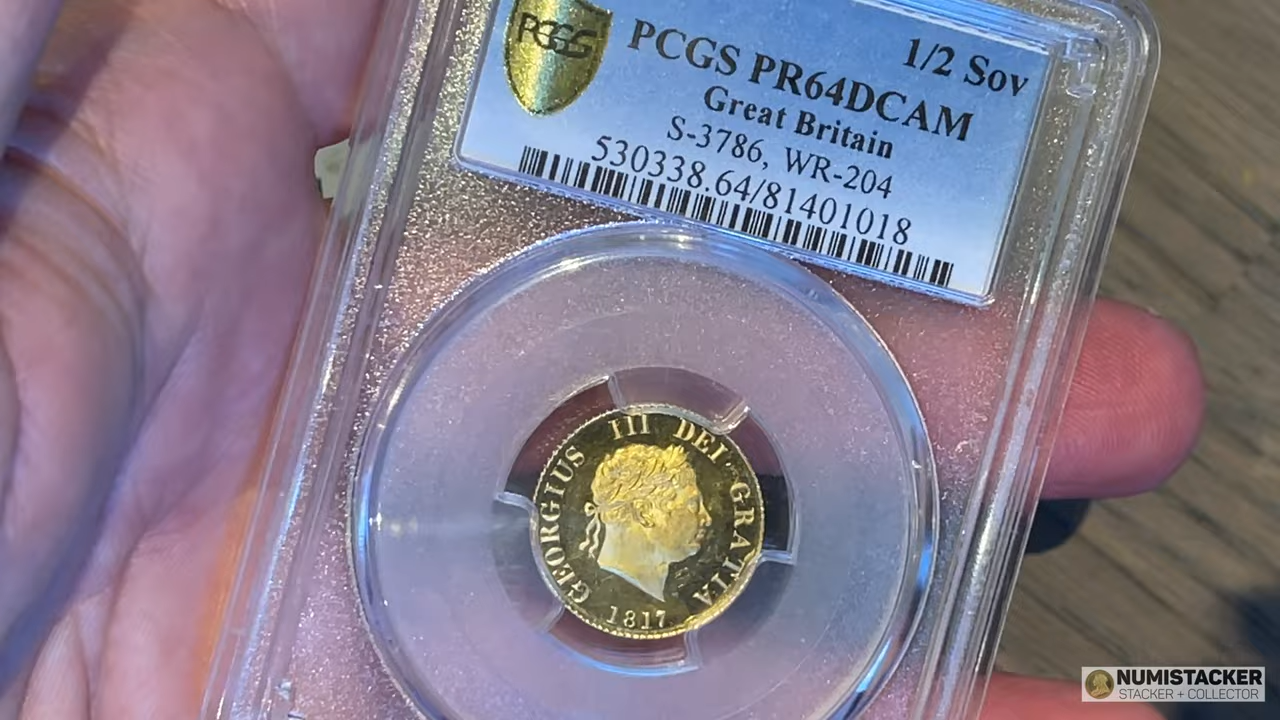 PCGS
1/2 Sov
PCGS PR64DCAM
Great Britain
S-3786, WR-204
530338.64/81401018
GEORGIUS III DEI GRATIA
1817
NUMISTACKER
STACKER + COLLECTOR